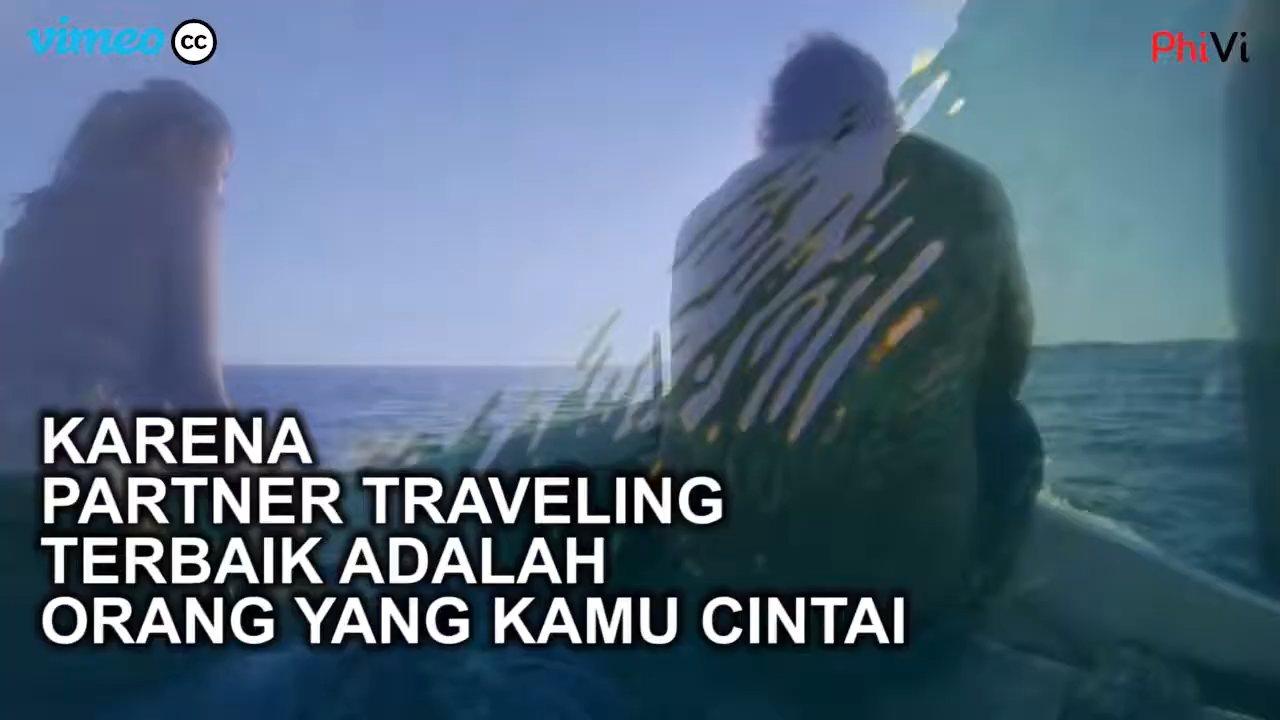 vimeo cc
PhiVi
KARENA
PARTNER TRAVELING
TERBAIK ADALAH
ORANG YANG KAMU CINTAI